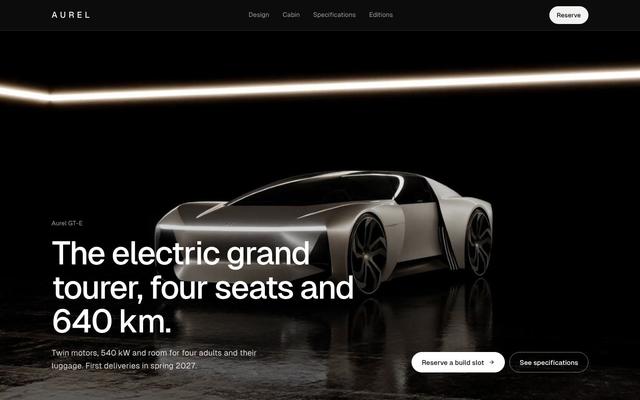 AUREL
Design
Cabin
Specifications
Editions
Reserve
Aurel GT-E
The electric grand
tourer, four seats and
640 km.
Twin motors, 540 kW and room for four adults and their
luggage. First deliveries in spring 2027.
Reserve a build slot →
See specifications